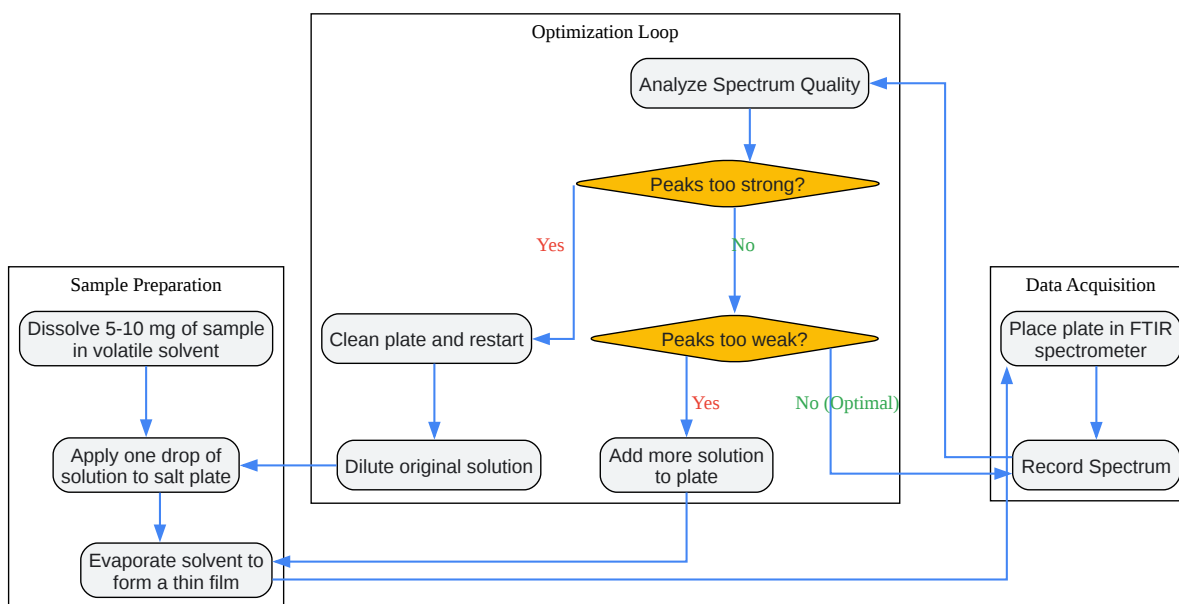 Optimization Loop
Analyze Spectrum Quality
Peaks too strong?
Yes
No
Sample Preparation
Dissolve 5-10 mg of sample
in volatile solvent
Clean plate and restart
Peaks too weak?
Data Acquisition
Place plate in FTIR
spectrometer
Yes
No (Optimal)
Apply one drop of
solution to salt plate
Dilute original solution
Add more solution
to plate
Record Spectrum
Evaporate solvent to
form a thin film